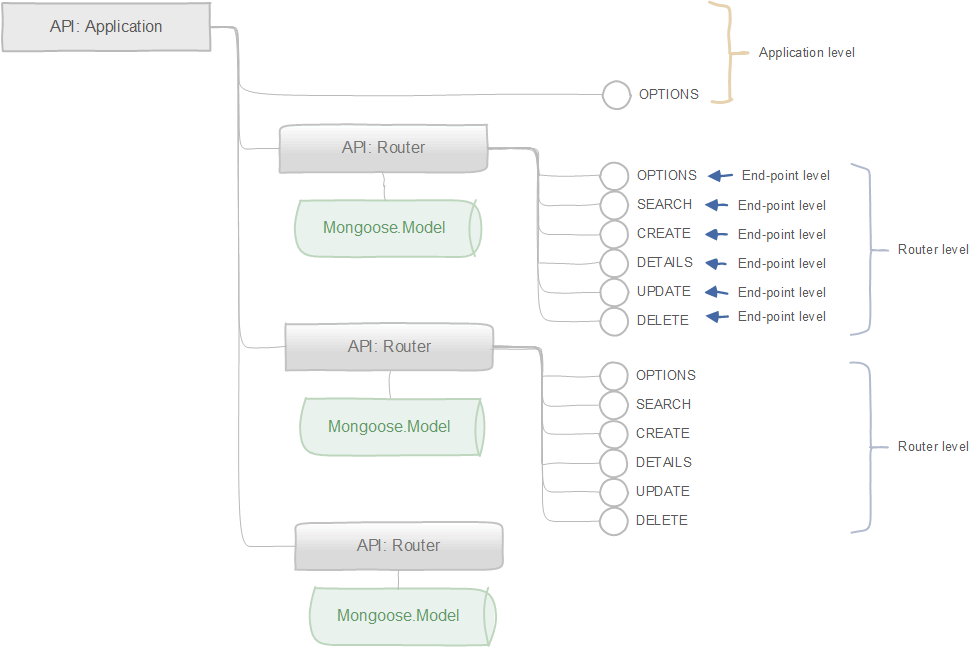 API: Application
Application level
OPTIONS
API: Router
Mongoose.Model
OPTIONS End-point level
SEARCH End-point level
CREATE End-point level
DETAILS End-point level
UPDATE End-point level
DELETE End-point level
Router level
API: Router
Mongoose.Model
OPTIONS
SEARCH
CREATE
DETAILS
UPDATE
DELETE
Router level
API: Router
Mongoose.Model